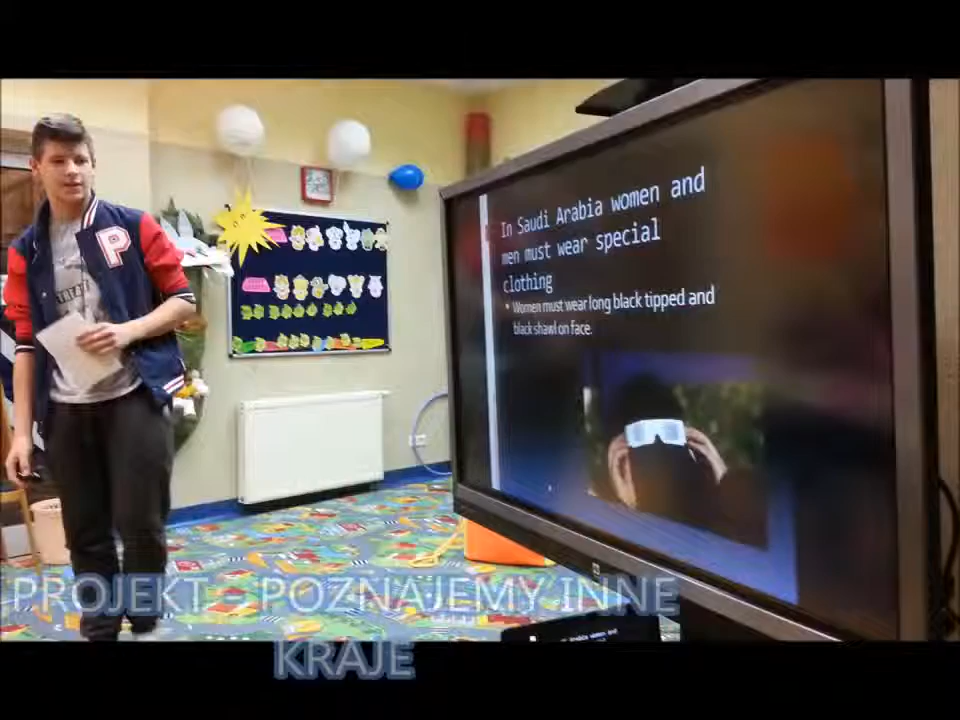 In Saudi Arabia women and
men must wear special
clothing
• Women must wear long black tipped and
black shawl on face.
P
PROJEKT - POZNAJEMY INNE
KRAJE